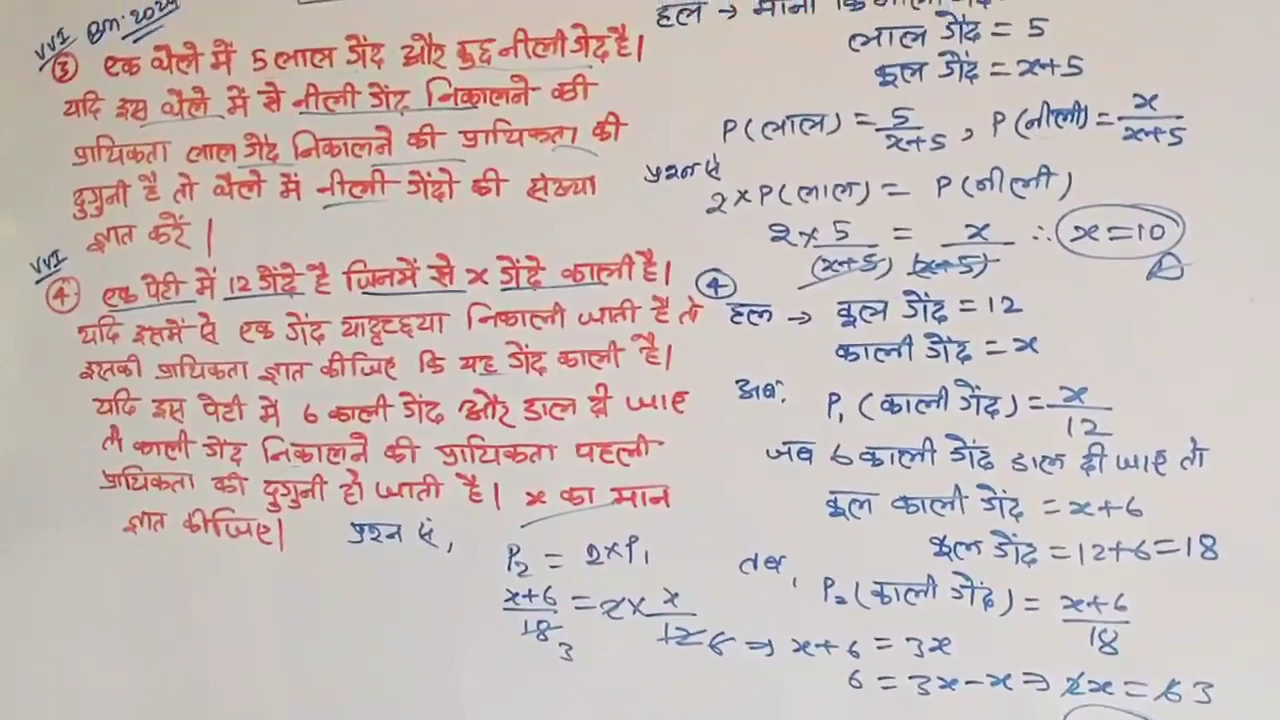 VVI BM. 2024
③ एक थैले में 5 लाल गेंद और कुछ नीली गेंद है।
यदि इस थैले में से नीली गेंद निकालने की
प्रायिकता लाल गेंद निकालने की प्रायिकता की
दुगुनी है तो थैले में नीली गेंदो की संख्या
ज्ञात करें।
VVI
④ एक पेटी में 12 गेंदे है जिनमें से x गेंदे काली है।
यदि इसमें से एक गेंद यादृच्छया निकाली जाती है तो
इसकी प्रायिकता ज्ञात कीजिए कि यह गेंद काली है।
यदि इस पेटी में 6 काली गेंद और डाल दी जाए
तो काली गेंद निकालने की प्रायिकता पहली
प्रायिकता की दुगुनी हो जाती है। x का मान
ज्ञात कीजिए।
प्रश्न सं,
P₂ = 2×P₁
x+6/18 3 = 2× x/12 6 ⇒ x+6 = 3x
6 = 3x-x ⇒ 2x = 6 3
हल → माना कि
लाल गेंद = 5
कुल गेंद = x+5
P(लाल) = 5/x+5, P(नीली) = x/x+5
प्रश्न सं
2×P(लाल) = P(नीली)
2×5/(x+5) = x/(x+5) ∴ x=10
④
हल → कुल गेंद = 12
काली गेंद = x
अब, P₁(काली गेंद) = x/12
जब 6 काली गेंद डाल दी जाए तो
कुल काली गेंद = x+6
कुल गेंद = 12+6 = 18
तब, P₂(काली गेंद) = x+6/18